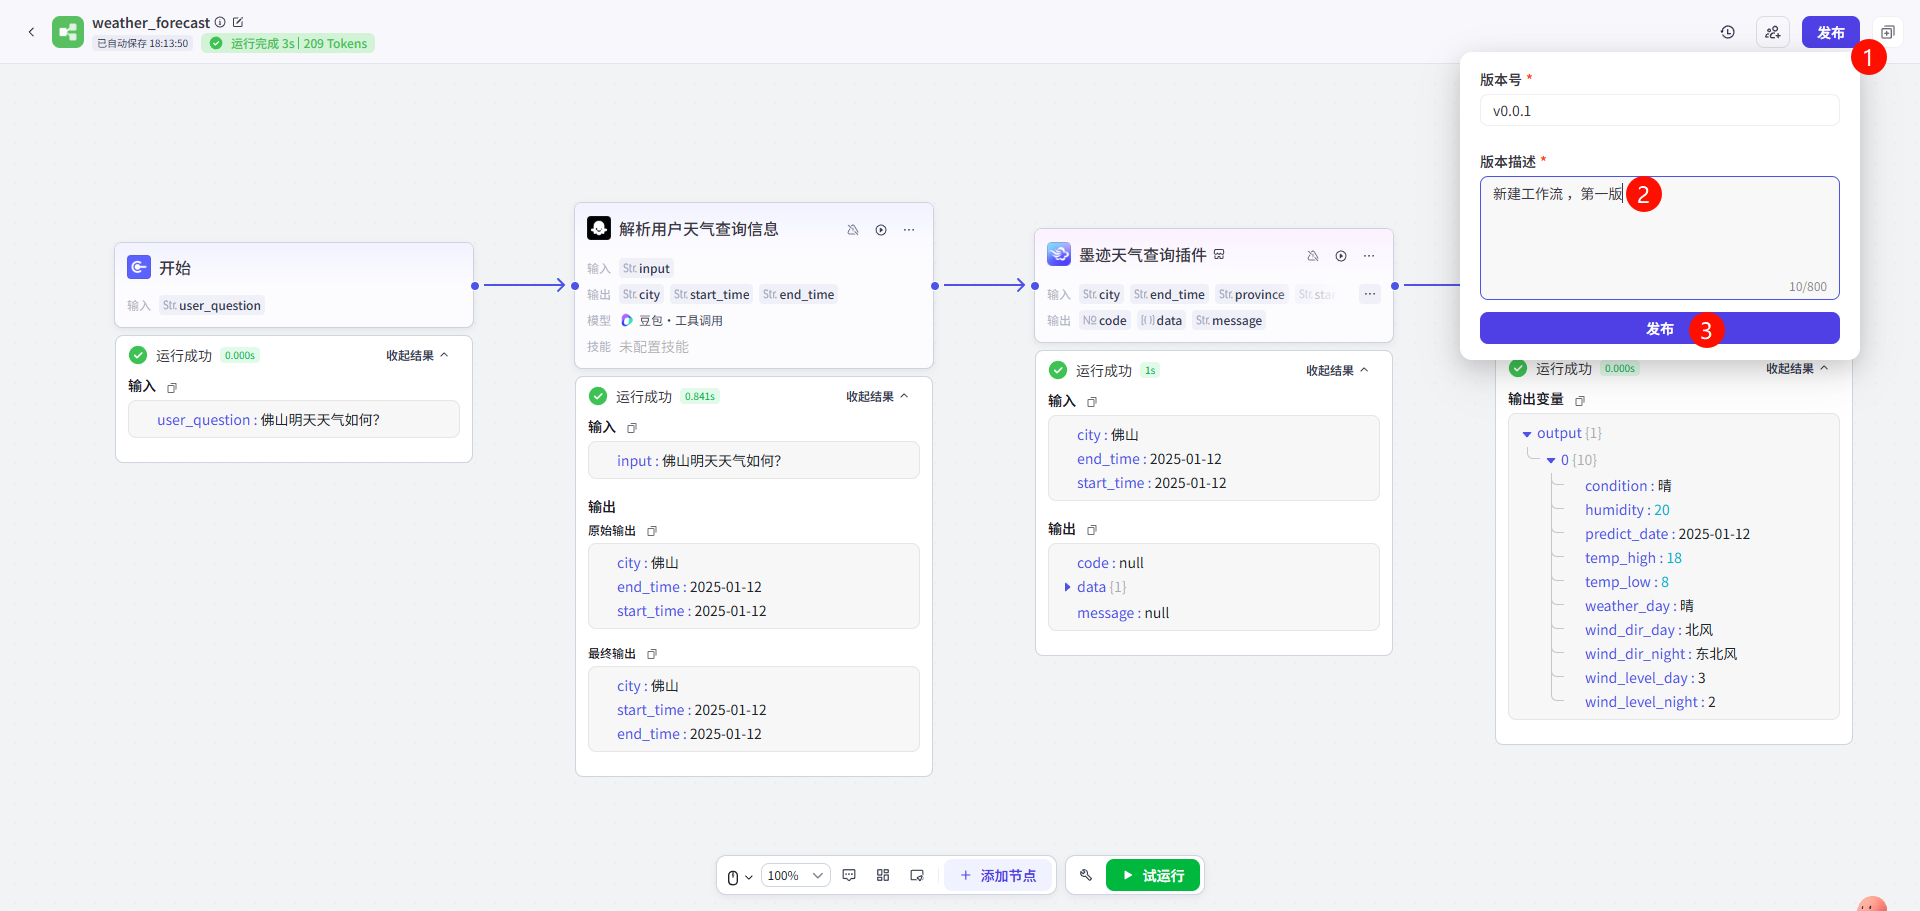 weather_forecast
已自动保存 18:13:50
运行完成 3s | 209 Tokens
发布
1
版本号 *
v0.0.1
版本描述 *
新建工作流，第一版
2
10/800
发布
3
开始
输入 Str. user_question
运行成功 0.000s 收起结果
输入
user_question : 佛山明天天气如何?
解析用户天气查询信息
输入 Str. input
输出 Str. city Str. start_time Str. end_time
模型 豆包・工具调用
技能 未配置技能
运行成功 0.841s 收起结果
输入
input : 佛山明天天气如何?
输出
原始输出
city : 佛山
end_time : 2025-01-12
start_time : 2025-01-12
最终输出
city : 佛山
start_time : 2025-01-12
end_time : 2025-01-12
墨迹天气查询插件
输入 Str. city Str. end_time Str. province Str. star ...
输出 Nº code [{}] data Str. message
运行成功 1s 收起结果
输入
city : 佛山
end_time : 2025-01-12
start_time : 2025-01-12
输出
code : null
data {1}
message : null
运行成功 0.000s 收起结果
输出变量
output {1}
0 {10}
condition : 晴
humidity : 20
predict_date : 2025-01-12
temp_high : 18
temp_low : 8
weather_day : 晴
wind_dir_day : 北风
wind_dir_night : 东北风
wind_level_day : 3
wind_level_night : 2
100%
添加节点
试运行